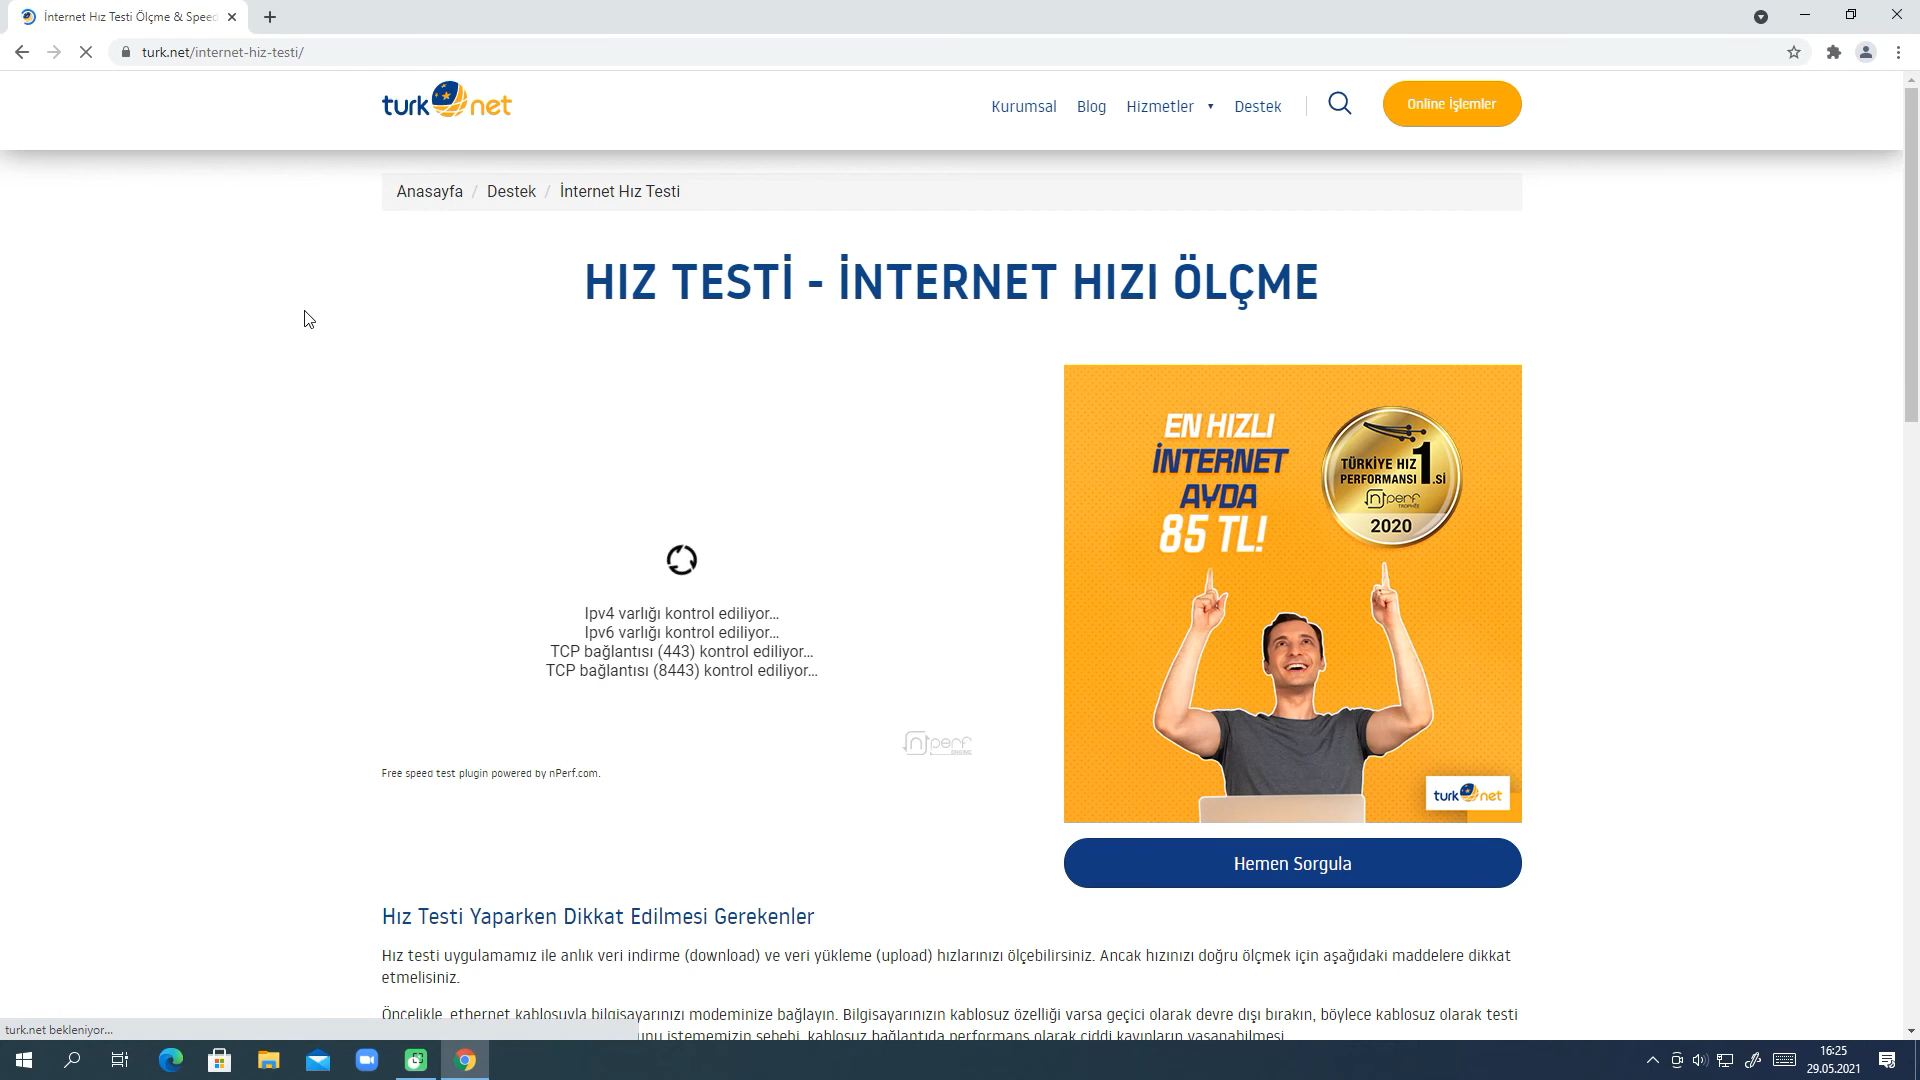 İnternet Hız Testi Ölçme & Speed
turk.net/internet-hiz-testi/
turk net
Kurumsal Blog Hizmetler Destek
Online İşlemler
Anasayfa / Destek / İnternet Hız Testi
HIZ TESTİ - İNTERNET HIZI ÖLÇME
EN HIZLI
İNTERNET
AYDA
85 TL!
TÜRKİYE HIZ
PERFORMANSI 1.Sİ
nperf
2020
turk net
Ipv4 varlığı kontrol ediliyor...
Ipv6 varlığı kontrol ediliyor...
TCP bağlantısı (443) kontrol ediliyor...
TCP bağlantısı (8443) kontrol ediliyor...
nperf
Free speed test plugin powered by nPerf.com.
Hemen Sorgula
Hız Testi Yaparken Dikkat Edilmesi Gerekenler
Hız testi uygulamamız ile anlık veri indirme (download) ve veri yükleme (upload) hızlarınızı ölçebilirsiniz. Ancak hızınızı doğru ölçmek için aşağıdaki maddelere dikkat
etmelisiniz.
Öncelikle, ethernet kablosuyla bilgisayarınızı modeminize bağlayın. Bilgisayarınızın kablosuz özelliği varsa geçici olarak devre dışı bırakın, böylece kablosuz olarak testi
istememizin sebebi, kablosuz bağlantıda performans olarak ciddi kayıpların yaşanabilmesi
turk.net bekleniyor...
16:25
29.05.2021